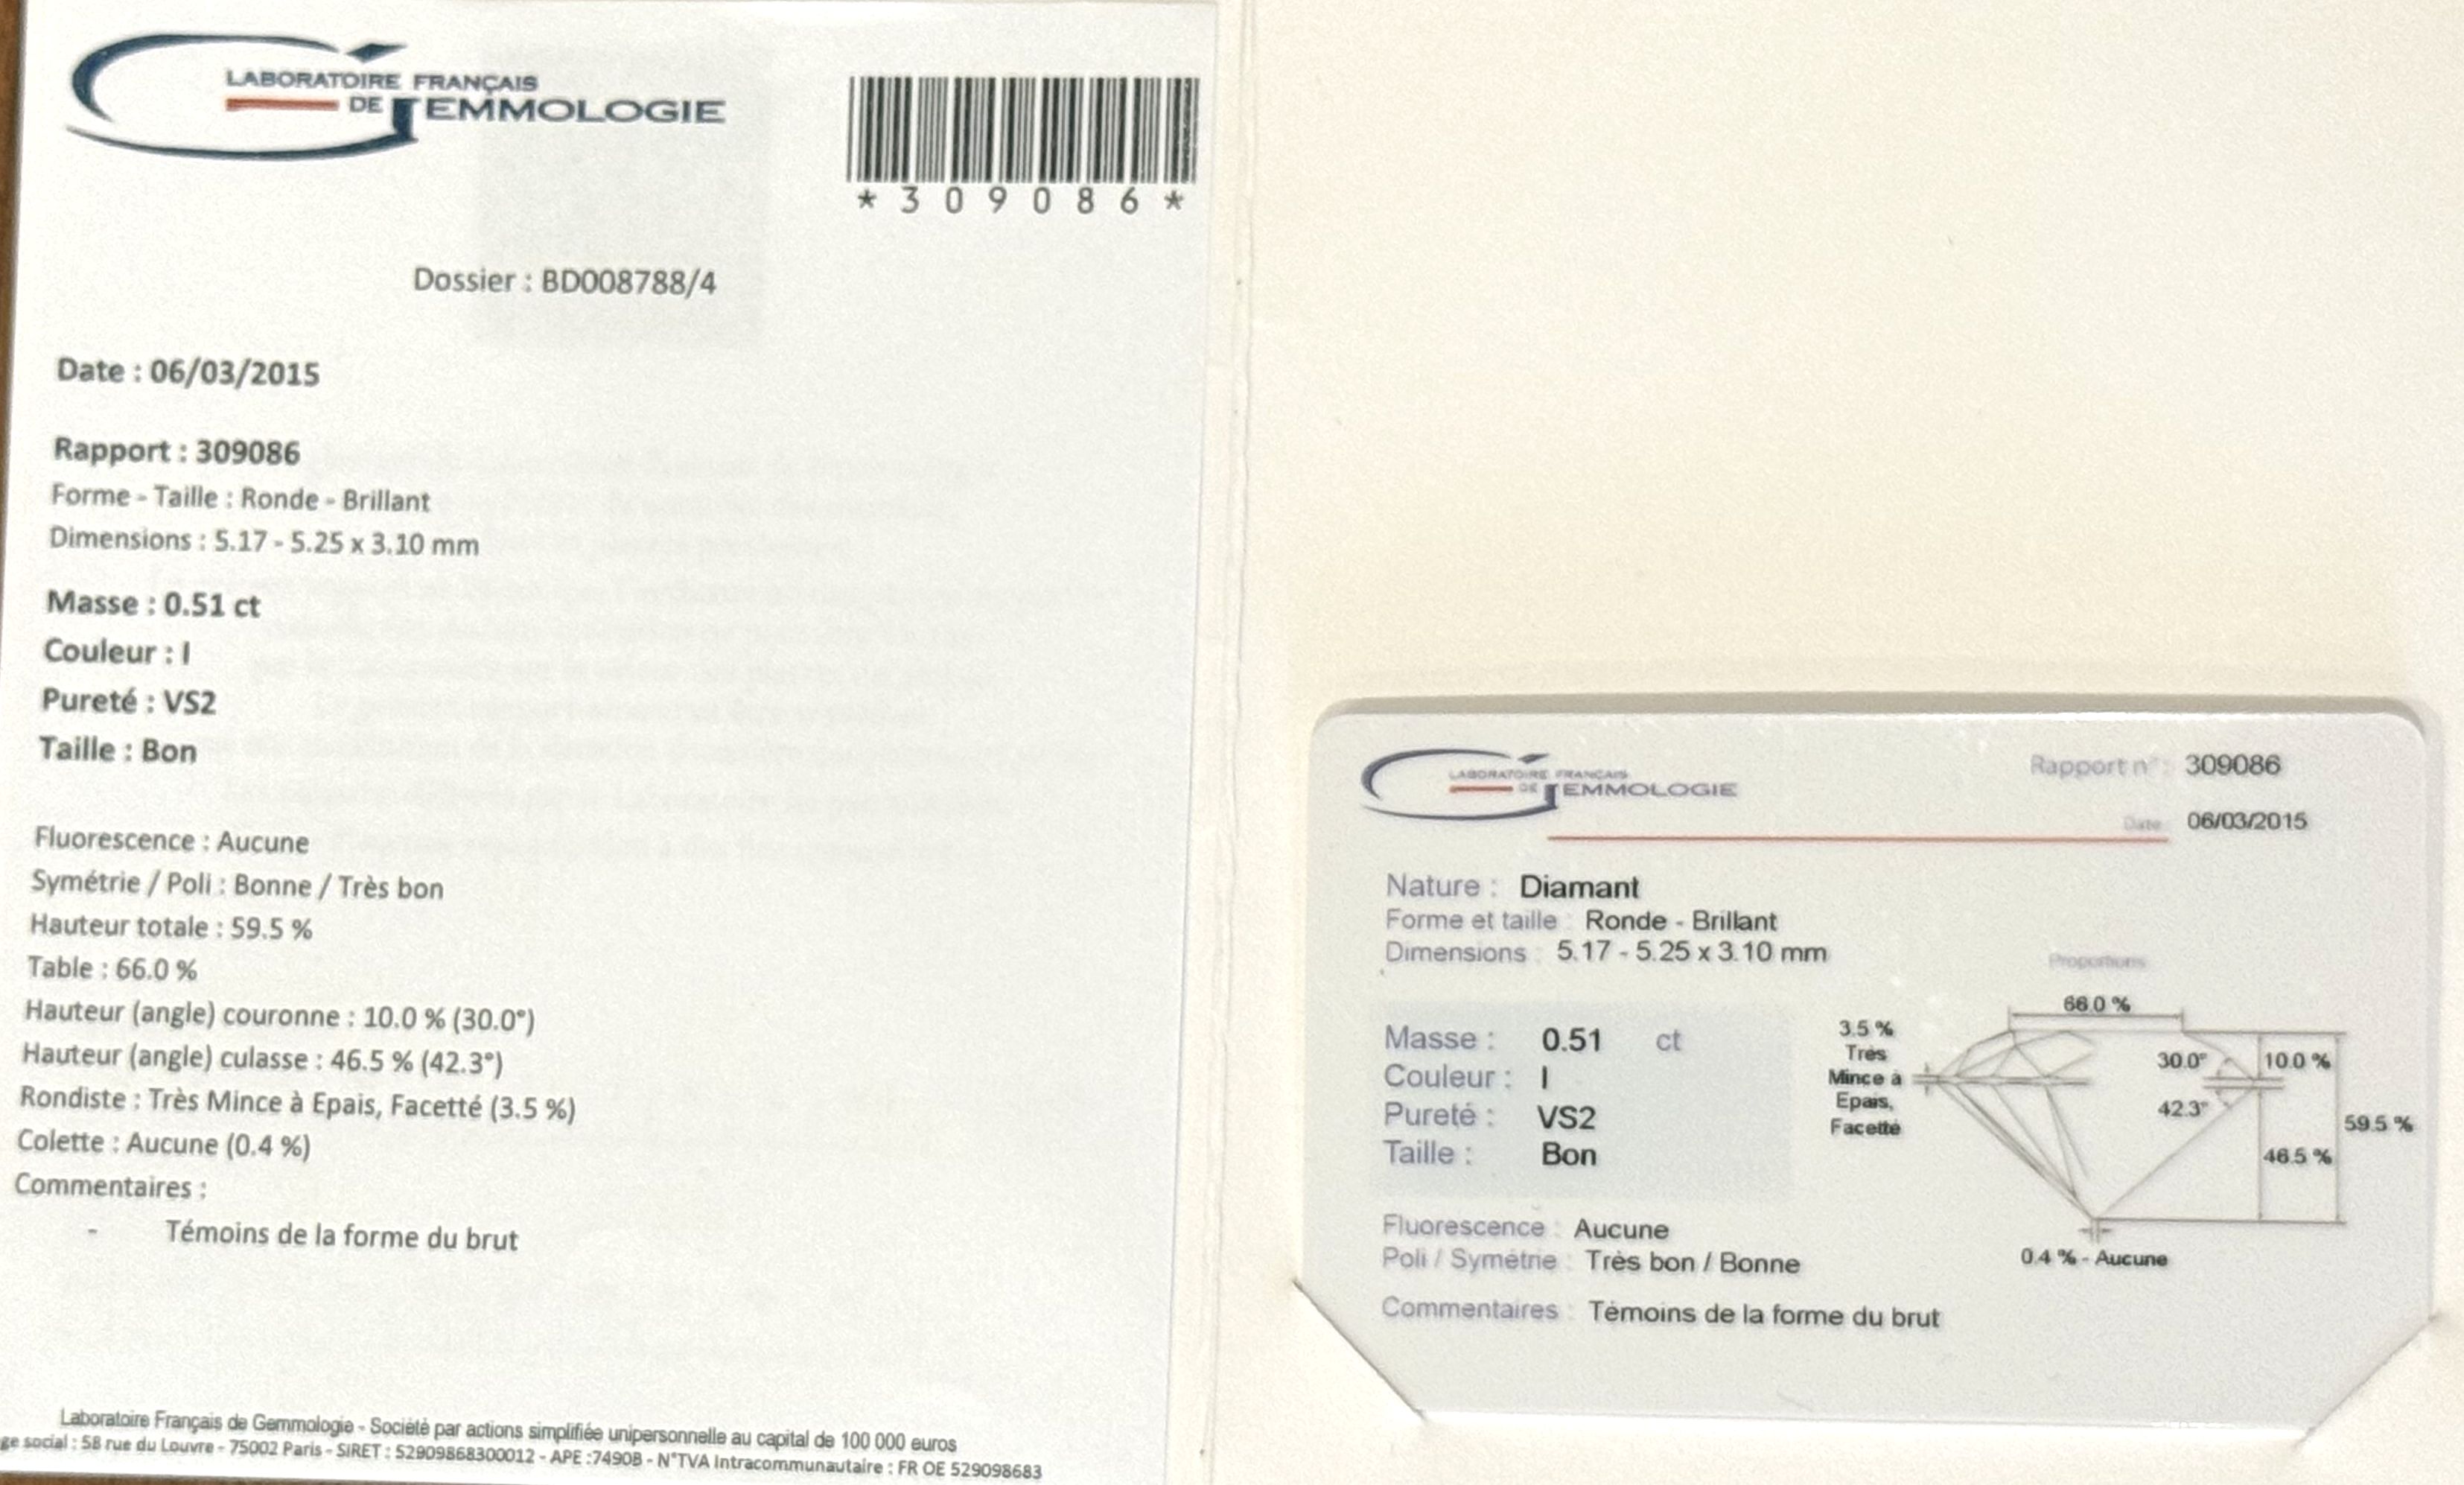 LABORATOIRE FRANÇAIS
DE GEMMOLOGIE
*309086*
Dossier : BD008788/4
Date : 06/03/2015
Rapport : 309086
Forme - Taille : Ronde - Brillant
Dimensions : 5.17 - 5.25 x 3.10 mm
Masse : 0.51 ct
Couleur : I
Pureté : VS2
Taille : Bon
Fluorescence : Aucune
Symétrie / Poli : Bonne / Très bon
Hauteur totale : 59.5 %
Table : 66.0 %
Hauteur (angle) couronne : 10.0 % (30.0°)
Hauteur (angle) culasse : 46.5 % (42.3°)
Rondiste : Très Mince à Epais, Facetté (3.5 %)
Colette : Aucune (0.4 %)
Commentaires :
- Témoins de la forme du brut
Laboratoire Français de Gemmologie - Société par actions simplifiée unipersonnelle au capital de 100 000 euros
social : 58 rue du Louvre - 75002 Paris - SIRET : 52909868300012 - APE :7490B - N°TVA Intracommunautaire : FR OE 529098683
LABORATOIRE FRANÇAIS
DE GEMMOLOGIE
Rapport n° : 309086
Date : 06/03/2015
Nature : Diamant
Forme et taille : Ronde - Brillant
Dimensions : 5.17 - 5.25 x 3.10 mm
Masse : 0.51 ct
Couleur : I
Pureté : VS2
Taille : Bon
Fluorescence : Aucune
Poli / Symétrie : Très bon / Bonne
Commentaires : Témoins de la forme du brut
Proportions
66.0 %
3.5 %
Très
Mince à
Epais,
Facetté
30.0°
10.0 %
42.3°
59.5 %
46.5 %
0.4 % - Aucune